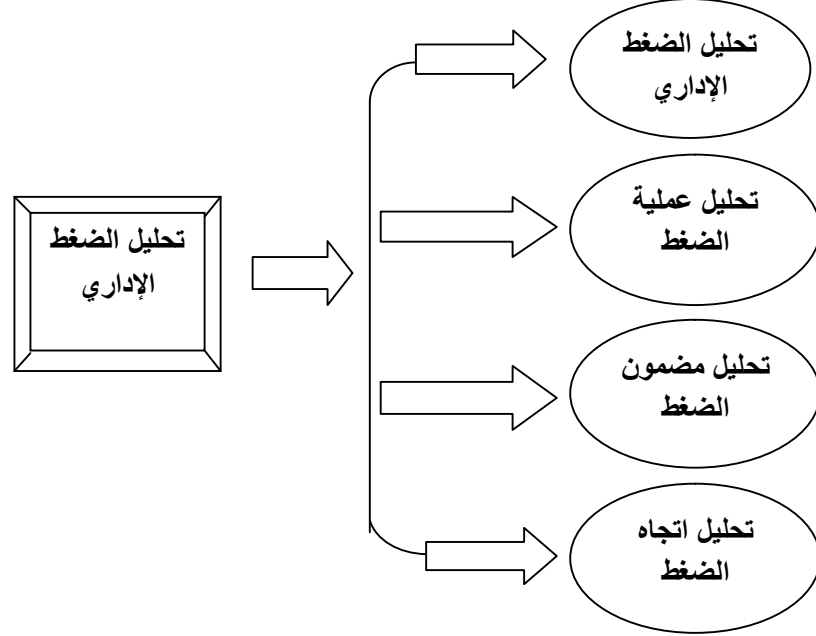 تحليل الضغط
الإداري
تحليل الضغط
الإداري
تحليل عملية
الضغط
تحليل مضمون
الضغط
تحليل اتجاه
الضغط